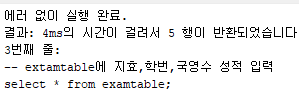 에러 없이 실행 완료.
결과: 4ms의 시간이 걸려서 5 행이 반환되었습니다
3번째 줄:
-- extamtable에 지효,학번,국영수 성적 입력
select * from examtable;